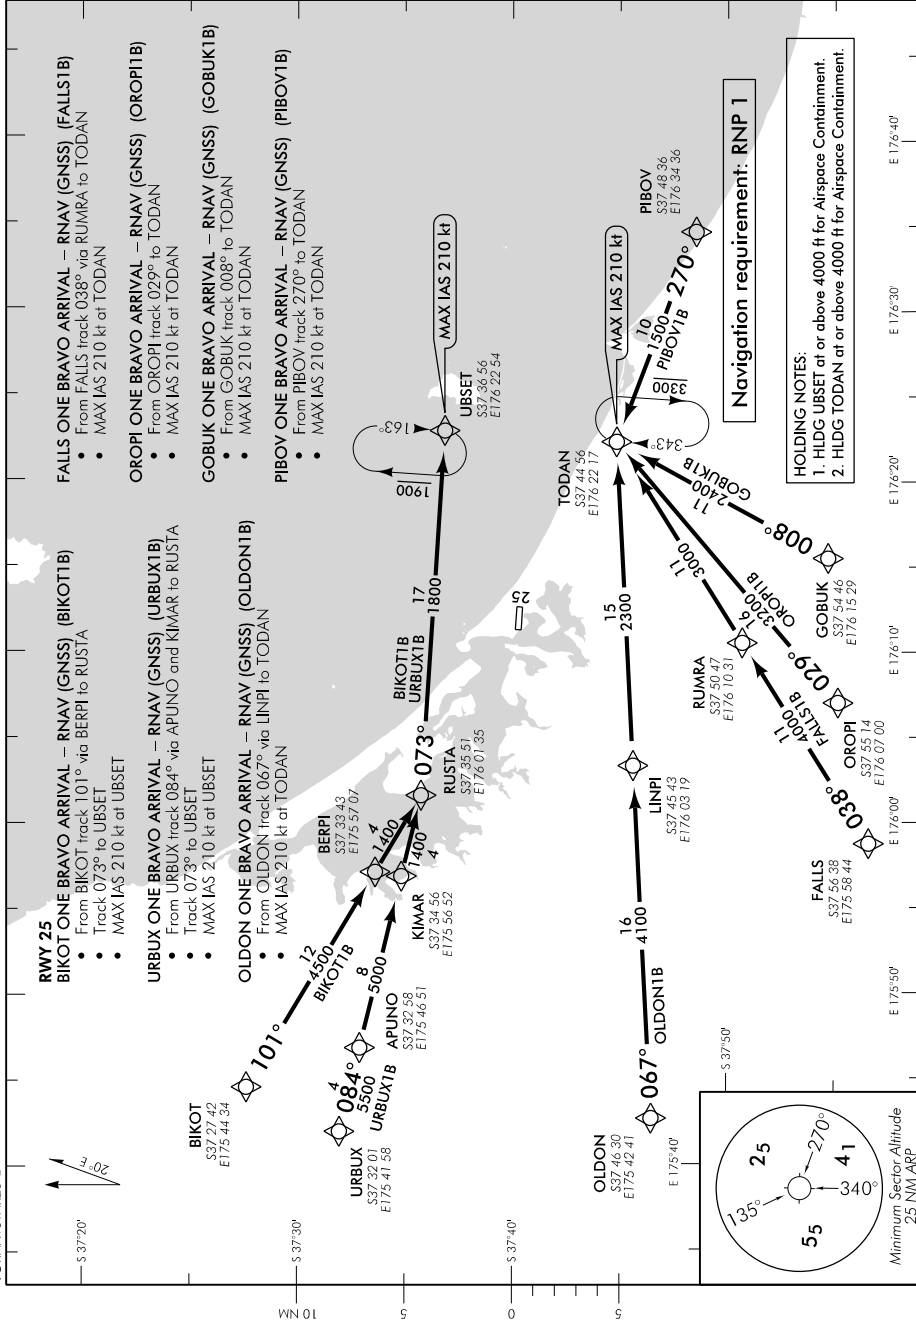 RWY 25
BIKOT ONE BRAVO ARRIVAL – RNAV (GNSS) (BIKOT1B)
• From BIKOT track 101° via BERPI to RUSTA
• Track 073° to UBSET
• MAX IAS 210 kt at UBSET
URBUX ONE BRAVO ARRIVAL – RNAV (GNSS) (URBUX1B)
• From URBUX track 084° via APUNO and KIMAR to RUSTA
• Track 073° to UBSET
• MAX IAS 210 kt at UBSET
OLDON ONE BRAVO ARRIVAL – RNAV (GNSS) (OLDON1B)
• From OLDON track 067° via LINPI to TODAN
• MAX IAS 210 kt at TODAN
FALLS ONE BRAVO ARRIVAL – RNAV (GNSS) (FALLS1B)
• From FALLS track 038° via RUMRA to TODAN
• MAX IAS 210 kt at TODAN
OROPI ONE BRAVO ARRIVAL – RNAV (GNSS) (OROPI1B)
• From OROPI track 029° to TODAN
• MAX IAS 210 kt at TODAN
GOBUK ONE BRAVO ARRIVAL – RNAV (GNSS) (GOBUK1B)
• From GOBUK track 008° to TODAN
• MAX IAS 210 kt at TODAN
PIBOV ONE BRAVO ARRIVAL – RNAV (GNSS) (PIBOV1B)
• From PIBOV track 270° to TODAN
• MAX IAS 210 kt at TODAN
20° E
S 37°20'
S 37°30'
S 37°40'
S 37°50'
10 NM
5
0
5
BIKOT
S37 27 42
E175 44 34
101°
12
4500
BIKOT1B
BERPI
S37 33 43
E175 57 07
4
1400
URBUX
S37 32 01
E175 41 58
084°
4
5500
URBUX1B
APUNO
S37 32 58
E175 46 51
8
5000
KIMAR
S37 34 56
E175 56 52
1400
4
RUSTA
S37 35 51
E176 01 35
073°
BIKOT1B
URBUX1B
17
1800
UBSET
S37 36 56
E176 22 54
163°
1900
MAX IAS 210 kt
25
OLDON
S37 46 30
E175 42 41
067°
OLDON1B
16
4100
LINPI
S37 45 43
E176 03 19
15
2300
TODAN
S37 44 56
E176 22 17
343°
3300
MAX IAS 210 kt
PIBOV
S37 48 36
E176 34 36
270°
10
1500
PIBOV1B
FALLS
S37 56 38
E175 58 44
038°
11
4000
FALLS1B
RUMRA
S37 50 47
E176 10 31
11
3000
OROPI
S37 55 14
E176 07 00
029°
16
3200
OROPI1B
GOBUK
S37 54 46
E176 15 29
008°
11
2400
GOBUK1B
Navigation requirement: RNP 1
HOLDING NOTES:
1. HLDG UBSET at or above 4000 ft for Airspace Containment.
2. HLDG TODAN at or above 4000 ft for Airspace Containment.
E 175°40'
E 175°50'
E 176°00'
E 176°10'
E 176°20'
E 176°30'
E 176°40'
135°
25
270°
41
340°
55
Minimum Sector Altitude
25 NM ARP